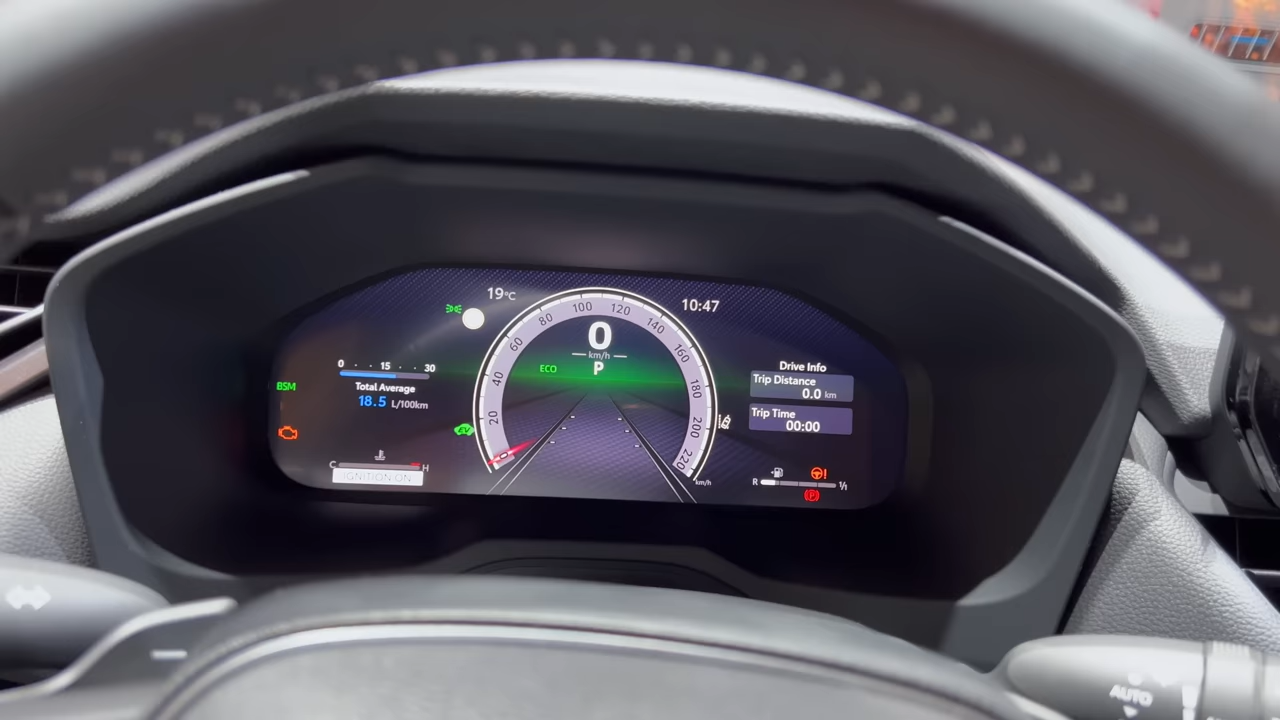 19°C
10:47
0 15 30
Total Average
18.5 L/100km
BSM
C H
IGNITION ON
0 20 40 60 80 100 120 140 160 180 200 220
km/h
0
km/h
P
ECO
EV
Drive Info
Trip Distance
0.0 km
Trip Time
00:00
R 1/1
(P)
AUTO